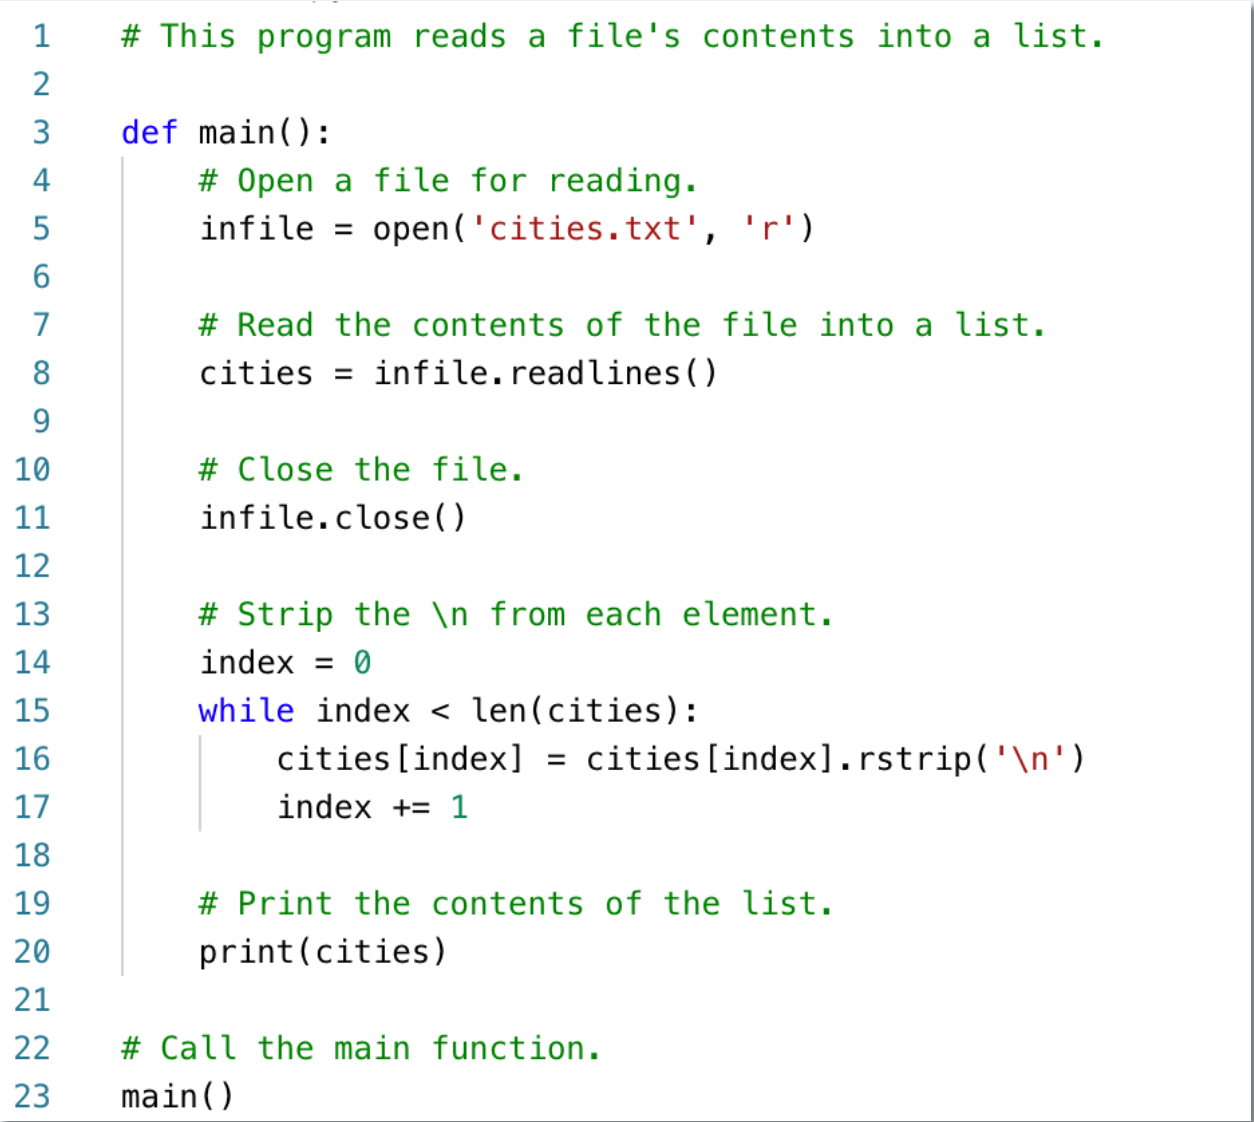 1 # This program reads a file's contents into a list.
2
3 def main():
4     # Open a file for reading.
5     infile = open('cities.txt', 'r')
6
7     # Read the contents of the file into a list.
8     cities = infile.readlines()
9
10     # Close the file.
11     infile.close()
12
13     # Strip the \n from each element.
14     index = 0
15     while index < len(cities):
16         cities[index] = cities[index].rstrip('\n')
17         index += 1
18
19     # Print the contents of the list.
20     print(cities)
21
22 # Call the main function.
23 main()